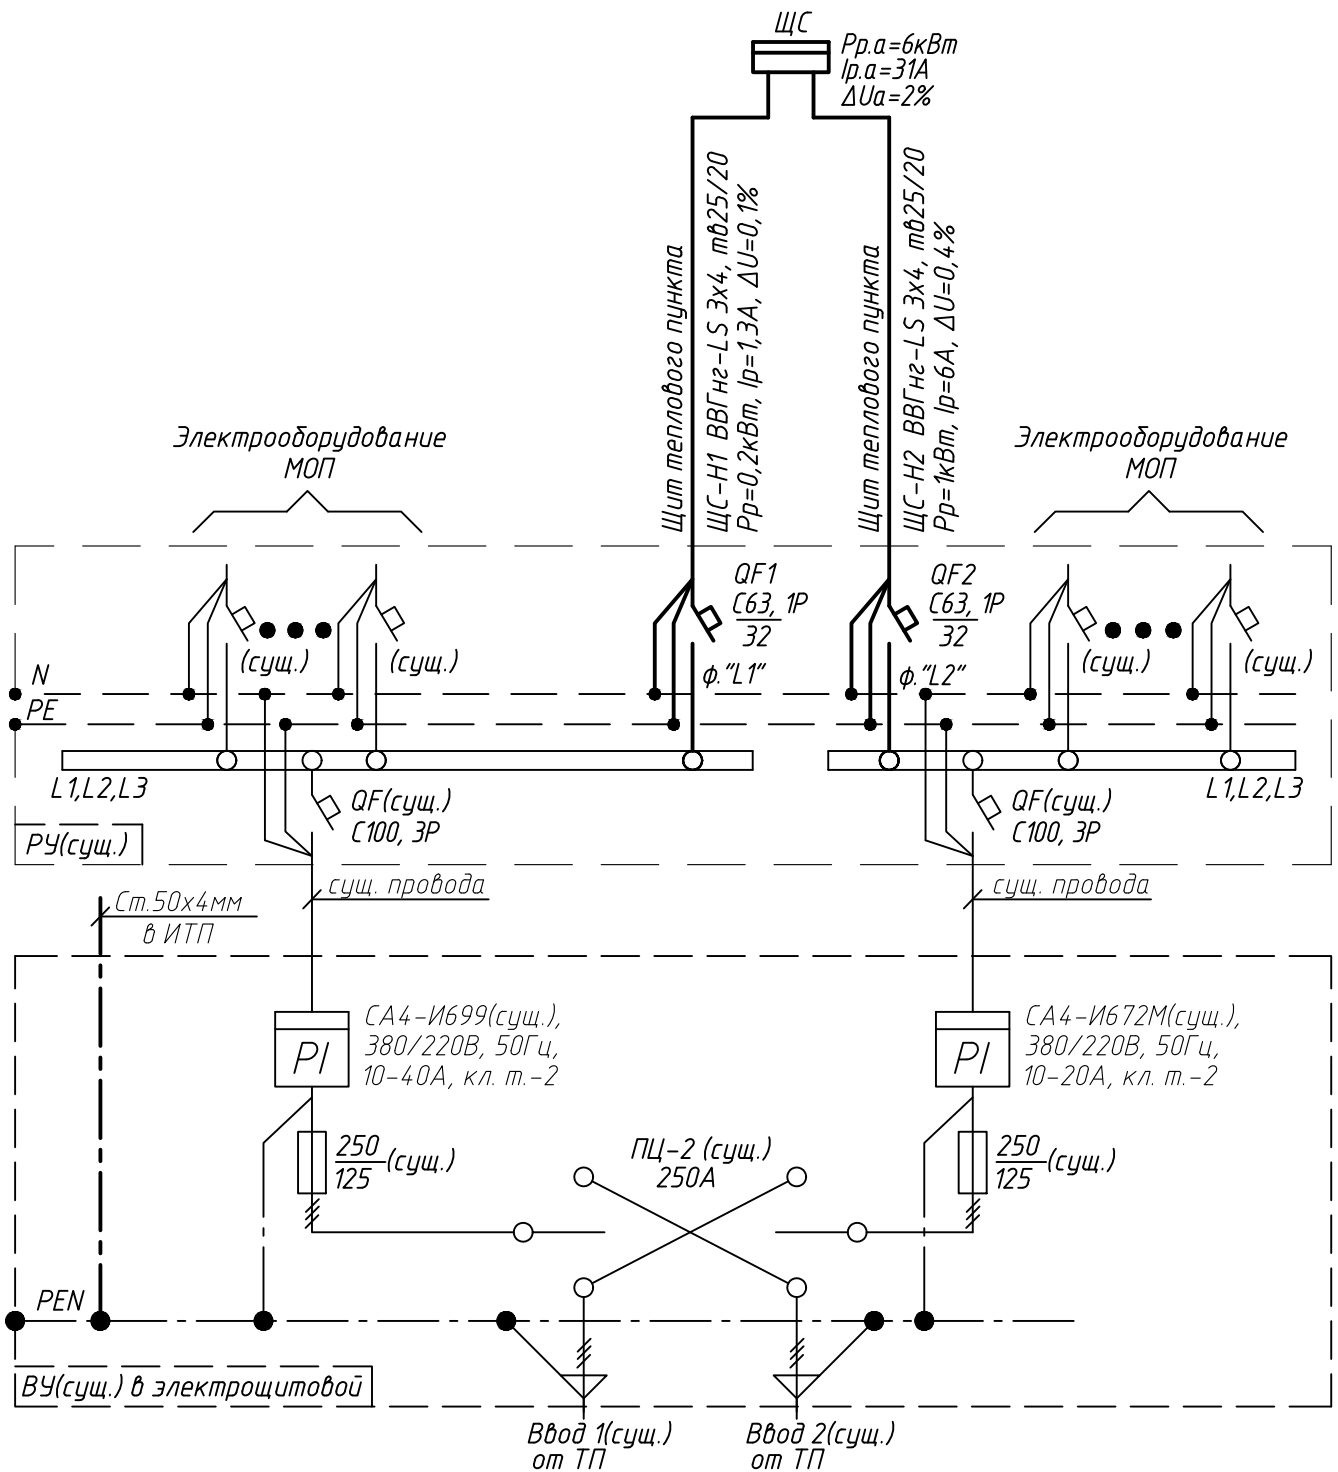 ЩС
Рр.а=6кВт
Iр.а=31А
ΔUа=2%
Щит теплового пункта
ЩС-Н1 ВВГнг-LS 3х4, тв25/20
Рр=0,2кВт, Iр=1,3А, ΔU=0,1%
Щит теплового пункта
ЩС-Н2 ВВГнг-LS 3х4, тв25/20
Рр=1кВт, Iр=6А, ΔU=0,4%
Электрооборудование
МОП
Электрооборудование
МОП
QF1
С63, 1Р
32
ф."L1"
QF2
С63, 1Р
32
ф."L2"
(сущ.)
(сущ.)
(сущ.)
(сущ.)
N
PE
L1,L2,L3
L1,L2,L3
QF(сущ.)
С100, 3Р
QF(сущ.)
С100, 3Р
РУ(сущ.)
сущ. провода
сущ. провода
Ст.50х4мм
в ИТП
PI
СА4-И699(сущ.),
380/220В, 50Гц,
10-40А, кл. т.-2
PI
СА4-И672М(сущ.),
380/220В, 50Гц,
10-20А, кл. т.-2
250
125
(сущ.)
ПЦ-2 (сущ.)
250А
250
125
(сущ.)
PEN
ВУ(сущ.) в электрощитовой
Ввод 1(сущ.)
от ТП
Ввод 2(сущ.)
от ТП